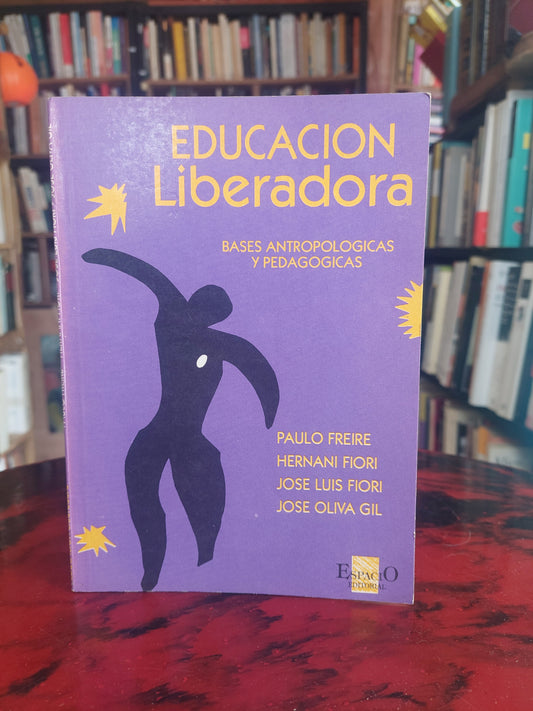 EDUCACION
Liberadora
BASES ANTROPOLOGICAS
Y PEDAGOGICAS
PAULO FREIRE
HERNANI FIORI
JOSE LUIS FIORI
JOSE OLIVA GIL
ESPACIO
EDITORIAL